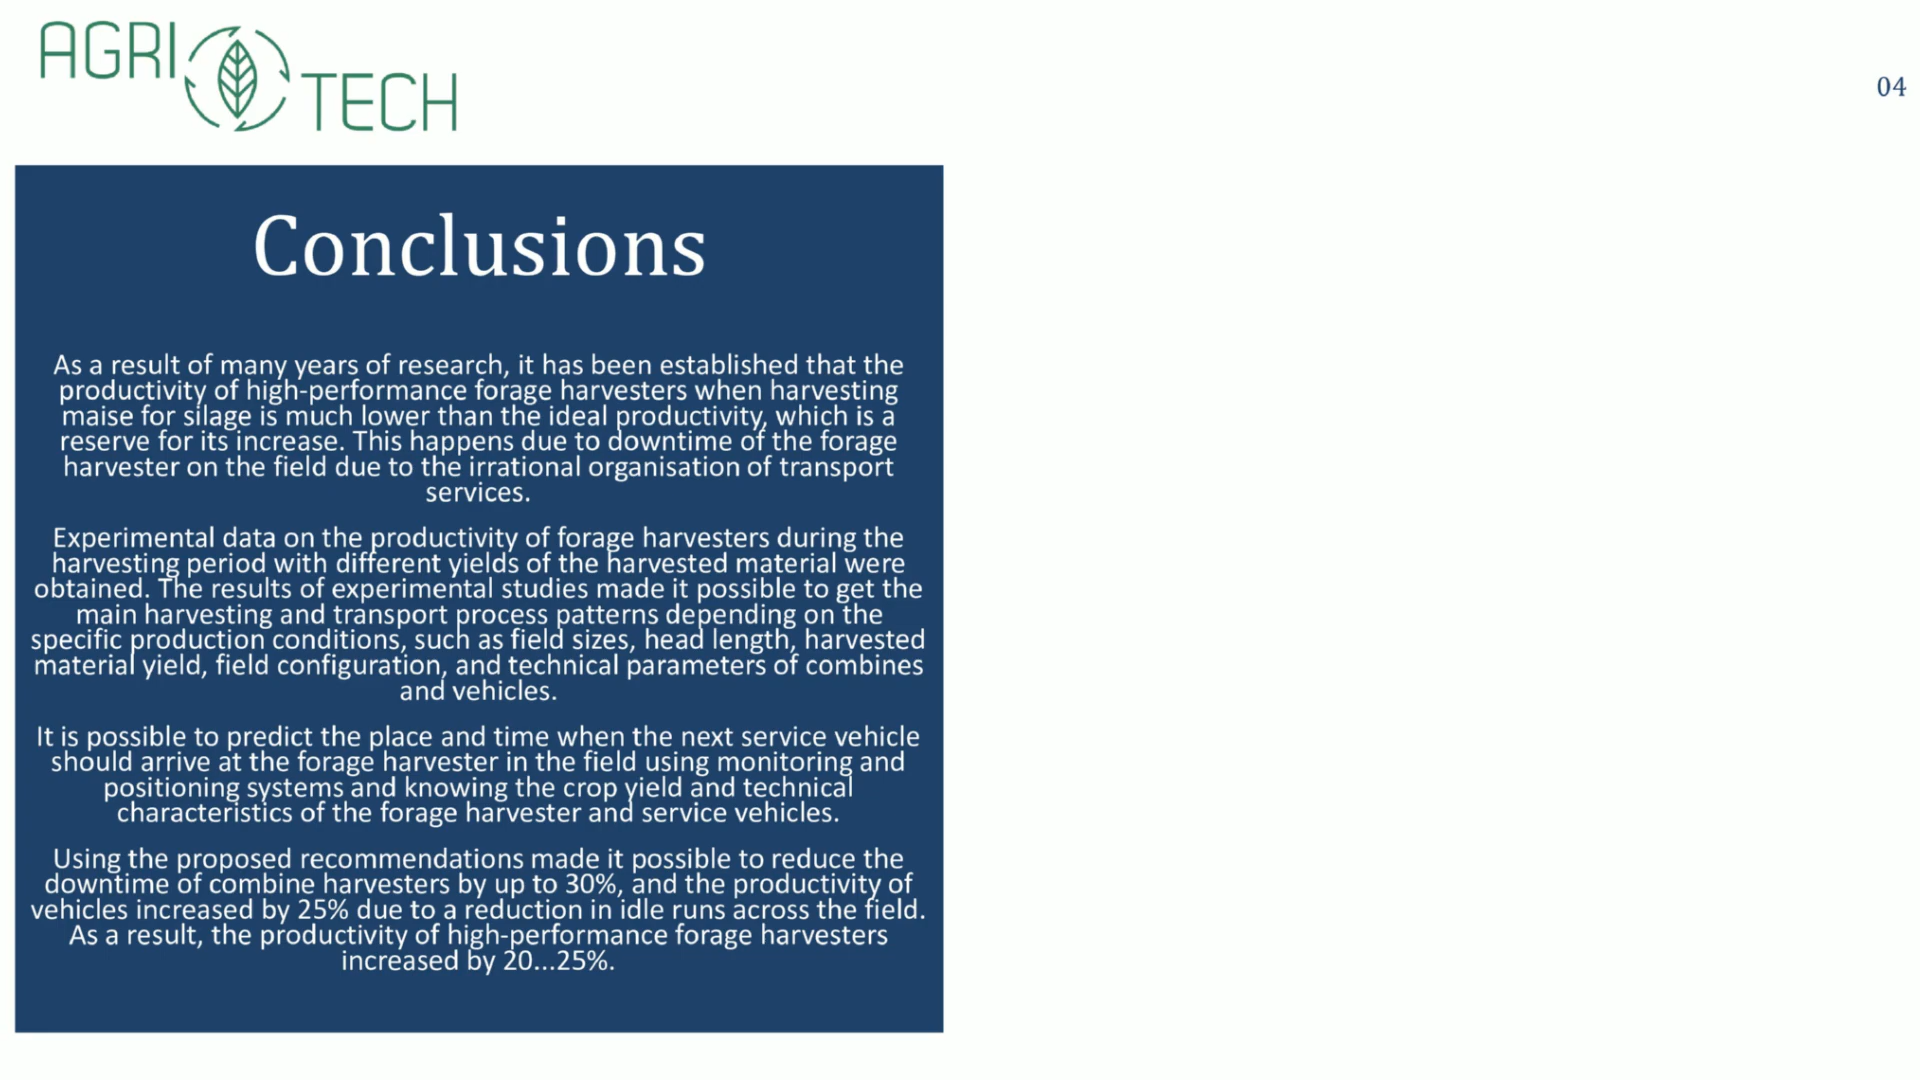 AGRI TECH
04
Conclusions
As a result of many years of research, it has been established that the
productivity of high-performance forage harvesters when harvesting
maise for silage is much lower than the ideal productivity, which is a
reserve for its increase. This happens due to downtime of the forage
harvester on the field due to the irrational organisation of transport
services.
Experimental data on the productivity of forage harvesters during the
harvesting period with different yields of the harvested material were
obtained. The results of experimental studies made it possible to get the
main harvesting and transport process patterns depending on the
specific production conditions, such as field sizes, head length, harvested
material yield, field configuration, and technical parameters of combines
and vehicles.
It is possible to predict the place and time when the next service vehicle
should arrive at the forage harvester in the field using monitoring and
positioning systems and knowing the crop yield and technical
characteristics of the forage harvester and service vehicles.
Using the proposed recommendations made it possible to reduce the
downtime of combine harvesters by up to 30%, and the productivity of
vehicles increased by 25% due to a reduction in idle runs across the field.
As a result, the productivity of high-performance forage harvesters
increased by 20...25%.